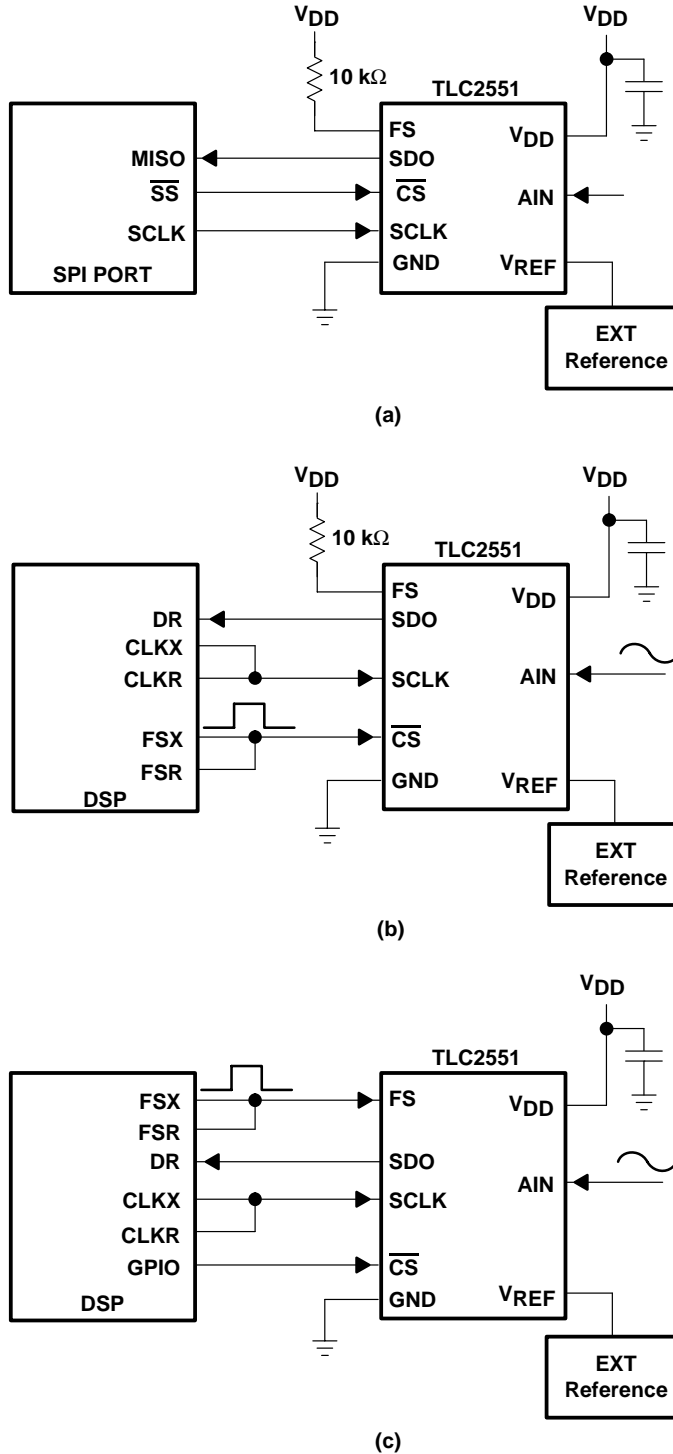 VDD
VDD
10 kΩ
TLC2551
FS
VDD
MISO
SDO
SS
CS
AIN
SCLK
SCLK
GND
VREF
SPI PORT
EXT
Reference
(a)
VDD
VDD
10 kΩ
TLC2551
FS
VDD
DR
SDO
CLKX
CLKR
SCLK
AIN
FSX
CS
FSR
GND
VREF
DSP
EXT
Reference
(b)
VDD
TLC2551
FSX
FS
VDD
FSR
DR
SDO
AIN
CLKX
SCLK
CLKR
GPIO
CS
DSP
GND
VREF
EXT
Reference
(c)